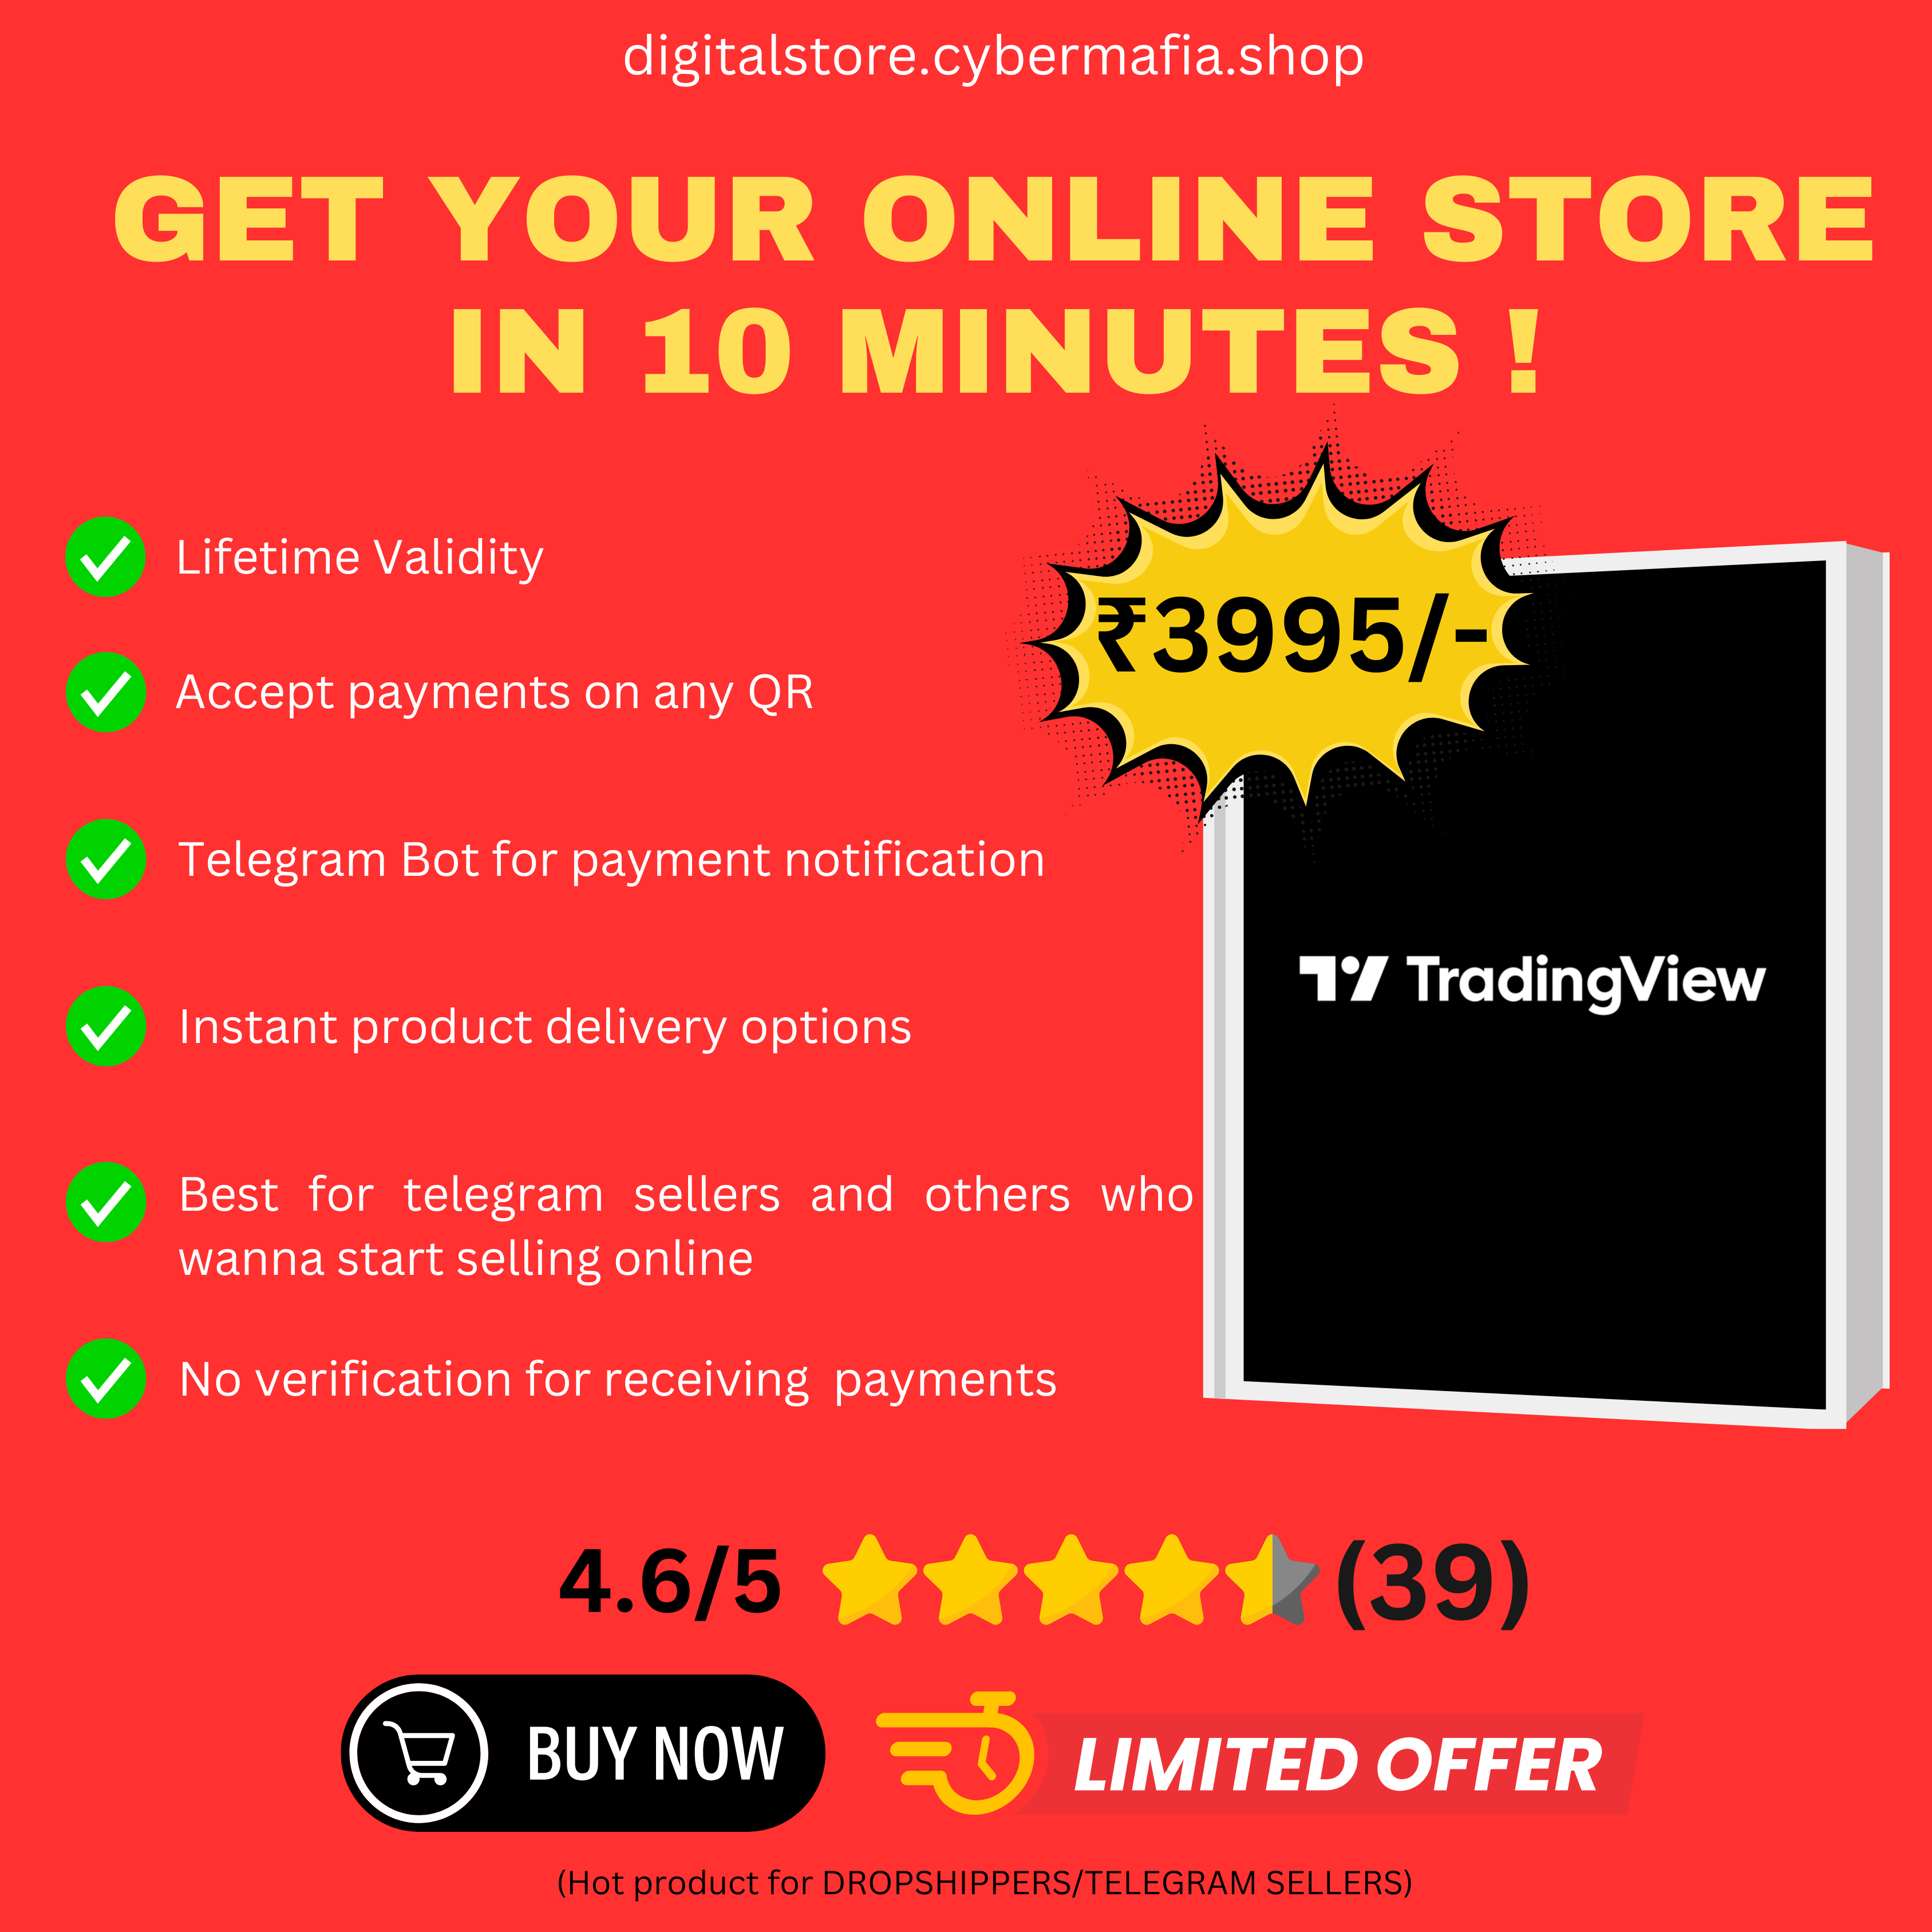 digitalstore.cybermafia.shop
GET YOUR ONLINE STORE
IN 10 MINUTES !
₹3995/-
Lifetime Validity
Accept payments on any QR
Telegram Bot for payment notification
TradingView
Instant product delivery options
Best for telegram sellers and others who
wanna start selling online
No verification for receiving payments
4.6/5 (39)
BUY NOW
LIMITED OFFER
(Hot product for DROPSHIPPERS/TELEGRAM SELLERS)